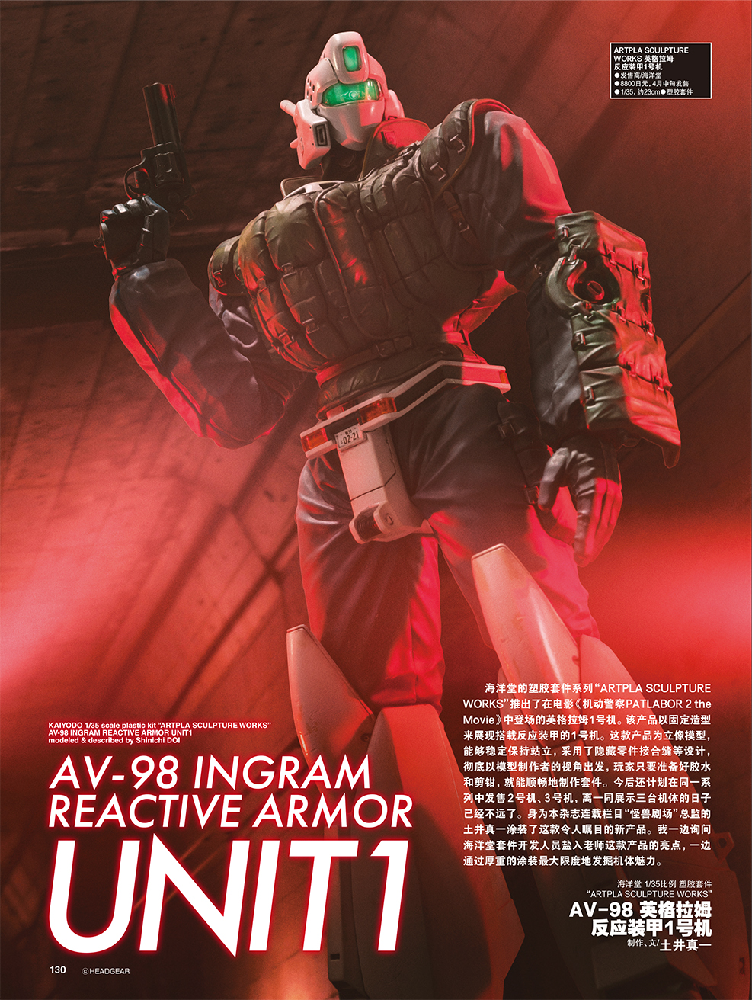 ARTPLA SCULPTURE
WORKS 英格拉姆
反应装甲1号机
●发售商/海洋堂
●8800日元，4月中旬发售
●1/35，约23cm●塑胶套件
02-21
海洋堂的塑胶套件系列“ARTPLA SCULPTURE
WORKS”推出了在电影《机动警察PATLABOR 2 the
Movie》中登场的英格拉姆1号机。该产品以固定造型
来展现搭载反应装甲的1号机。这款产品为立像模型，
能够稳定保持站立，采用了隐藏零件接合缝等设计，
彻底以模型制作者的视角出发，玩家只要准备好胶水
和剪钳，就能顺畅地制作套件。今后还计划在同一系
列中发售2号机、3号机，离一同展示三台机体的日子
已经不远了。身为本杂志连载栏目“怪兽剧场”总监的
土井真一涂装了这款令人瞩目的新产品。我一边询问
海洋堂套件开发人员盐入老师这款产品的亮点，一边
通过厚重的涂装最大限度地发掘机体魅力。
KAIYODO 1/35 scale plastic kit “ARTPLA SCULPTURE WORKS”
AV-98 INGRAM REACTIVE ARMOR UNIT1
modeled & described by Shinichi DOI
AV-98 INGRAM
REACTIVE ARMOR
UNIT1
海洋堂 1/35比例 塑胶套件
“ARTPLA SCULPTURE WORKS”
AV-98 英格拉姆
反应装甲1号机
制作、文/土井真一
130
©HEADGEAR